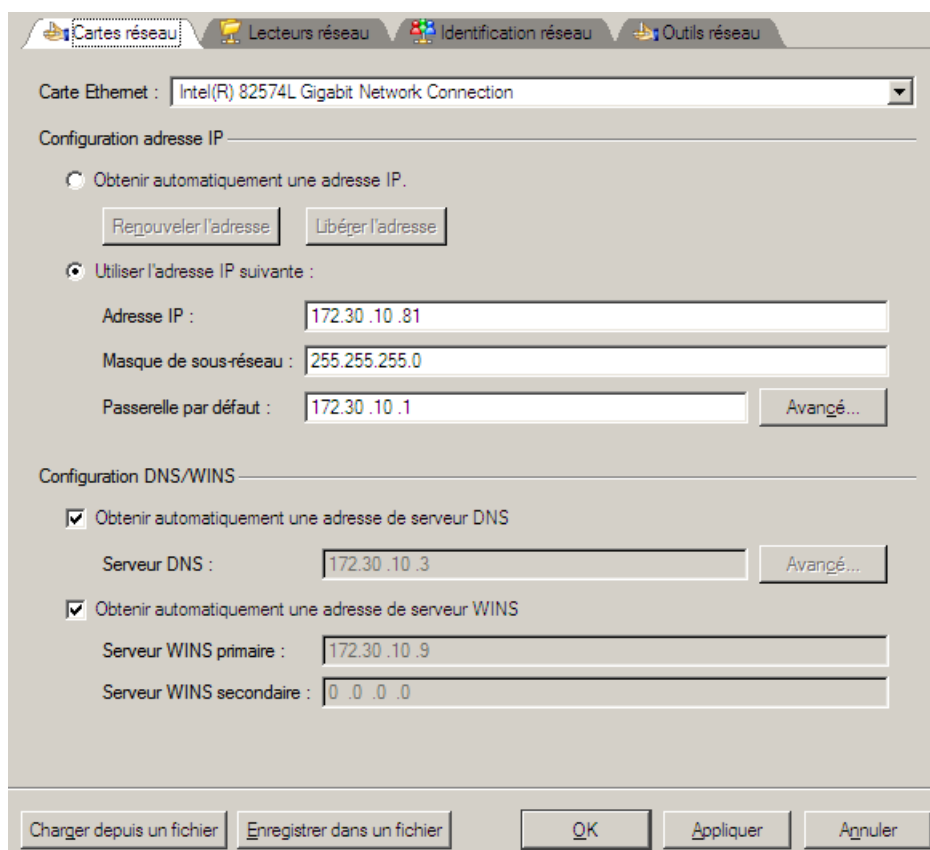 Cartes réseau Lecteurs réseau Identification réseau Outils réseau
Carte Ethernet : Intel(R) 82574L Gigabit Network Connection
Configuration adresse IP
Obtenir automatiquement une adresse IP.
Renouveler l'adresse Libérer l'adresse
Utiliser l'adresse IP suivante :
Adresse IP : 172.30 .10 .81
Masque de sous-réseau : 255.255.255.0
Passerelle par défaut : 172.30 .10 .1 Avancé...
Configuration DNS/WINS
Obtenir automatiquement une adresse de serveur DNS
Serveur DNS : 172.30 .10 .3 Avancé...
Obtenir automatiquement une adresse de serveur WINS
Serveur WINS primaire : 172.30 .10 .9
Serveur WINS secondaire : 0 .0 .0 .0
Charger depuis un fichier Enregistrer dans un fichier OK Appliquer Annuler